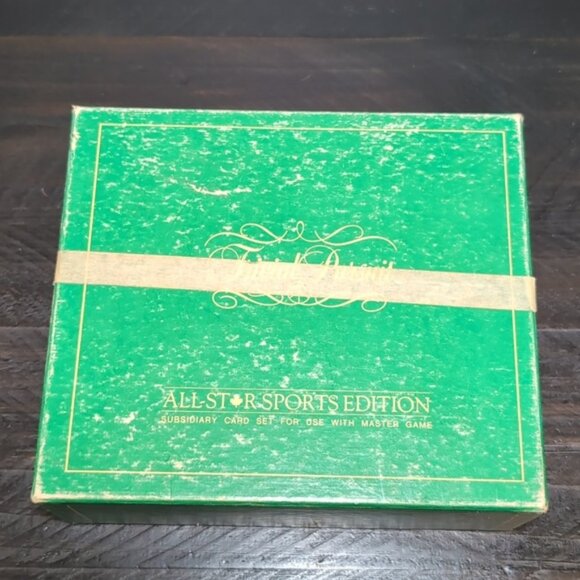 Trivial Pursuit
ALL-STAR SPORTS EDITION
SUBSIDIARY CARD SET FOR USE WITH MASTER GAME